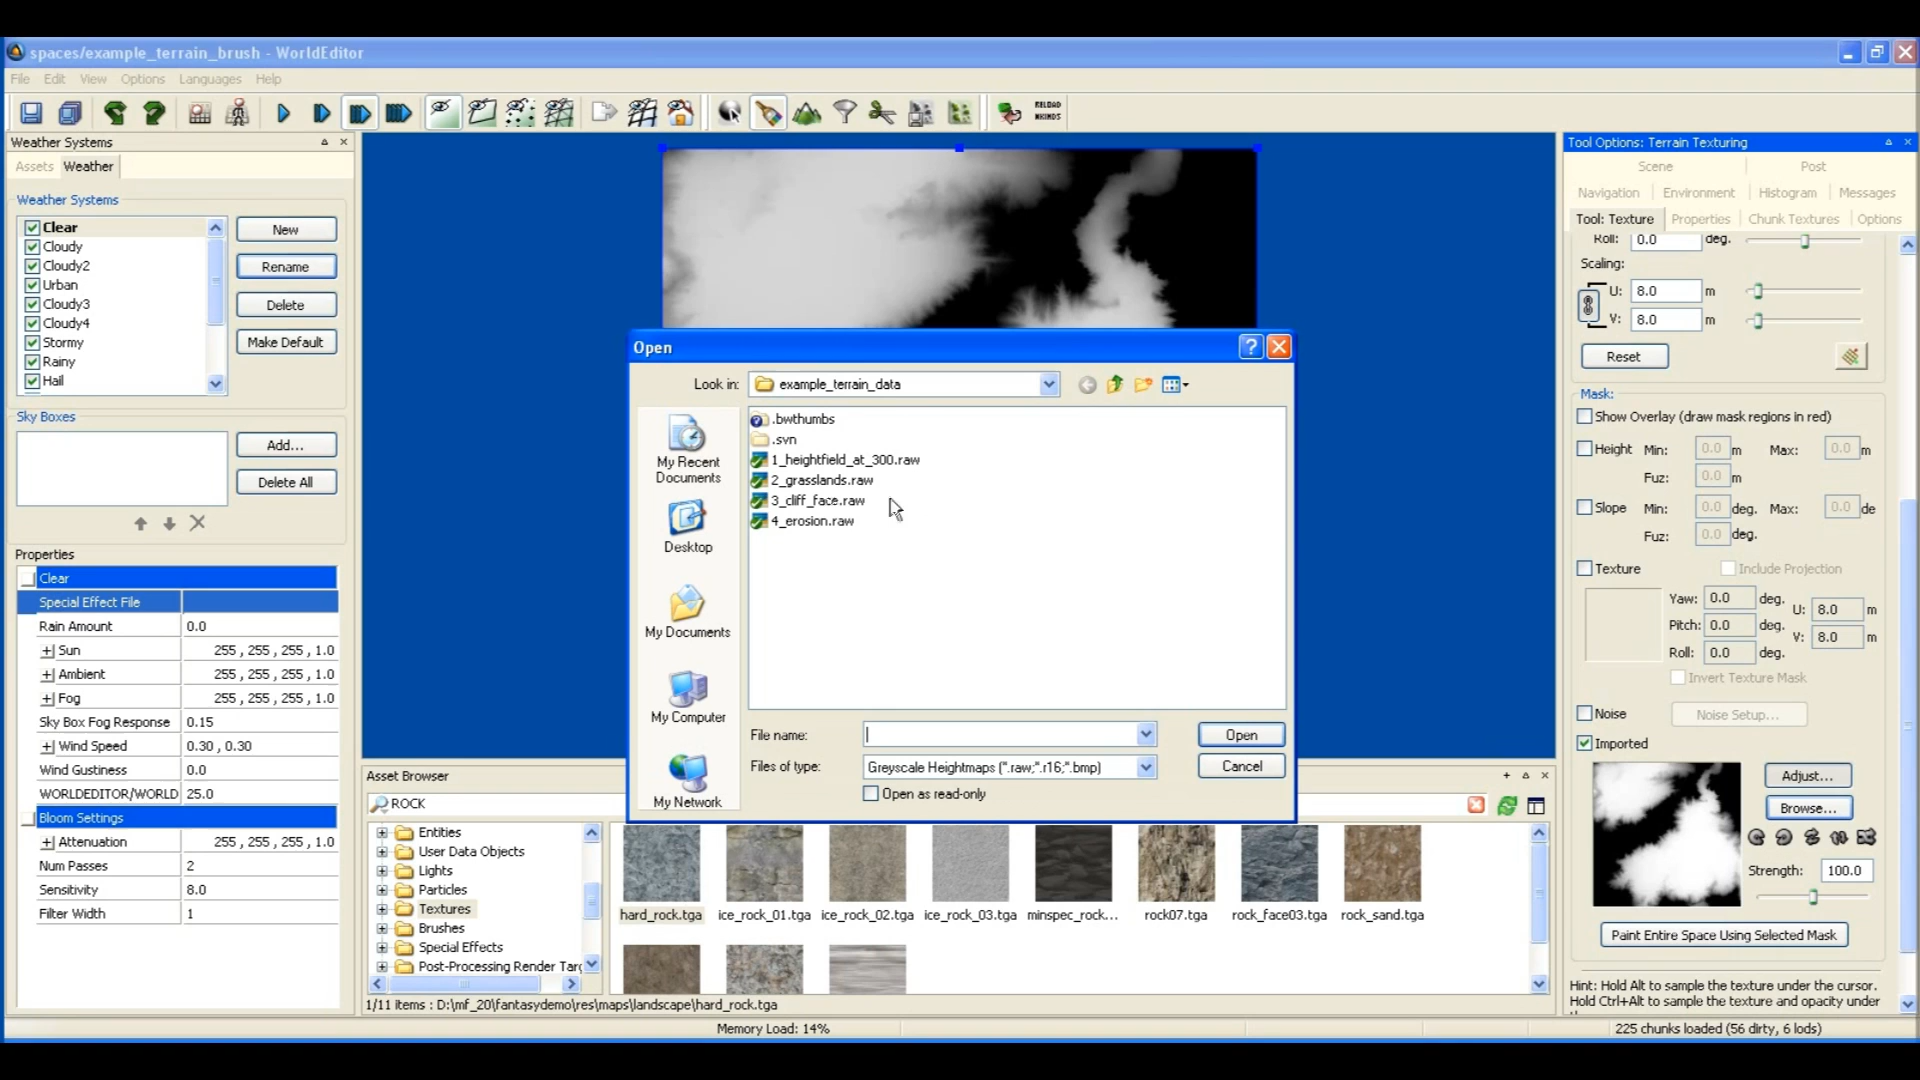 spaces/example_terrain_brush - WorldEditor
File Edit View Options Languages Help
RELOAD
Weather Systems
Assets Weather
Weather Systems
Clear
Cloudy
Cloudy2
Urban
Cloudy3
Cloudy4
Stormy
Rainy
Hail
New
Rename
Delete
Make Default
Sky Boxes
Add...
Delete All
Properties
Clear
Special Effect File
Rain Amount 0.0
Sun 255 , 255 , 255 , 1.0
Ambient 255 , 255 , 255 , 1.0
Fog 255 , 255 , 255 , 1.0
Sky Box Fog Response 0.15
Wind Speed 0.30 , 0.30
Wind Gustiness 0.0
WORLDEDITOR/WORLD 25.0
Bloom Settings
Attenuation 255 , 255 , 255 , 1.0
Num Passes 2
Sensitivity 8.0
Filter Width 1
Open
Look in: example_terrain_data
My Recent
Documents
Desktop
My Documents
My Computer
My Network
.bwthumbs
.svn
1_heightfield_at_300.raw
2_grasslands.raw
3_cliff_face.raw
4_erosion.raw
File name:
Open
Files of type: Greyscale Heightmaps (*.raw;*.r16;*.bmp)
Cancel
Open as read-only
Asset Browser
ROCK
Entities
User Data Objects
Lights
Particles
Textures
Brushes
Special Effects
Post-Processing Render Targ
hard_rock.tga ice_rock_01.tga ice_rock_02.tga ice_rock_03.tga minspec_rock... rock07.tga rock_face03.tga rock_sand.tga
1/11 items : D:\mf_20\fantasydemo\res\maps\landscape\hard_rock.tga
Memory Load: 14%
225 chunks loaded (56 dirty, 6 lods)
Tool Options: Terrain Texturing
Scene Post
Navigation Environment Histogram Messages
Tool: Texture Properties Chunk Textures Options
Roll: 0.0 deg.
Scaling:
U: 8.0 m
V: 8.0 m
Reset
Mask:
Show Overlay (draw mask regions in red)
Height Min: 0.0 m Max: 0.0 m
Fuz: 0.0 m
Slope Min: 0.0 deg. Max: 0.0 de
Fuz: 0.0 deg.
Texture Include Projection
Yaw: 0.0 deg. U: 8.0 m
Pitch: 0.0 deg. V: 8.0 m
Roll: 0.0 deg.
Invert Texture Mask
Noise Noise Setup...
Imported
Adjust...
Browse...
Strength: 100.0
Paint Entire Space Using Selected Mask
Hint: Hold Alt to sample the texture under the cursor.
Hold Ctrl+Alt to sample the texture and opacity under